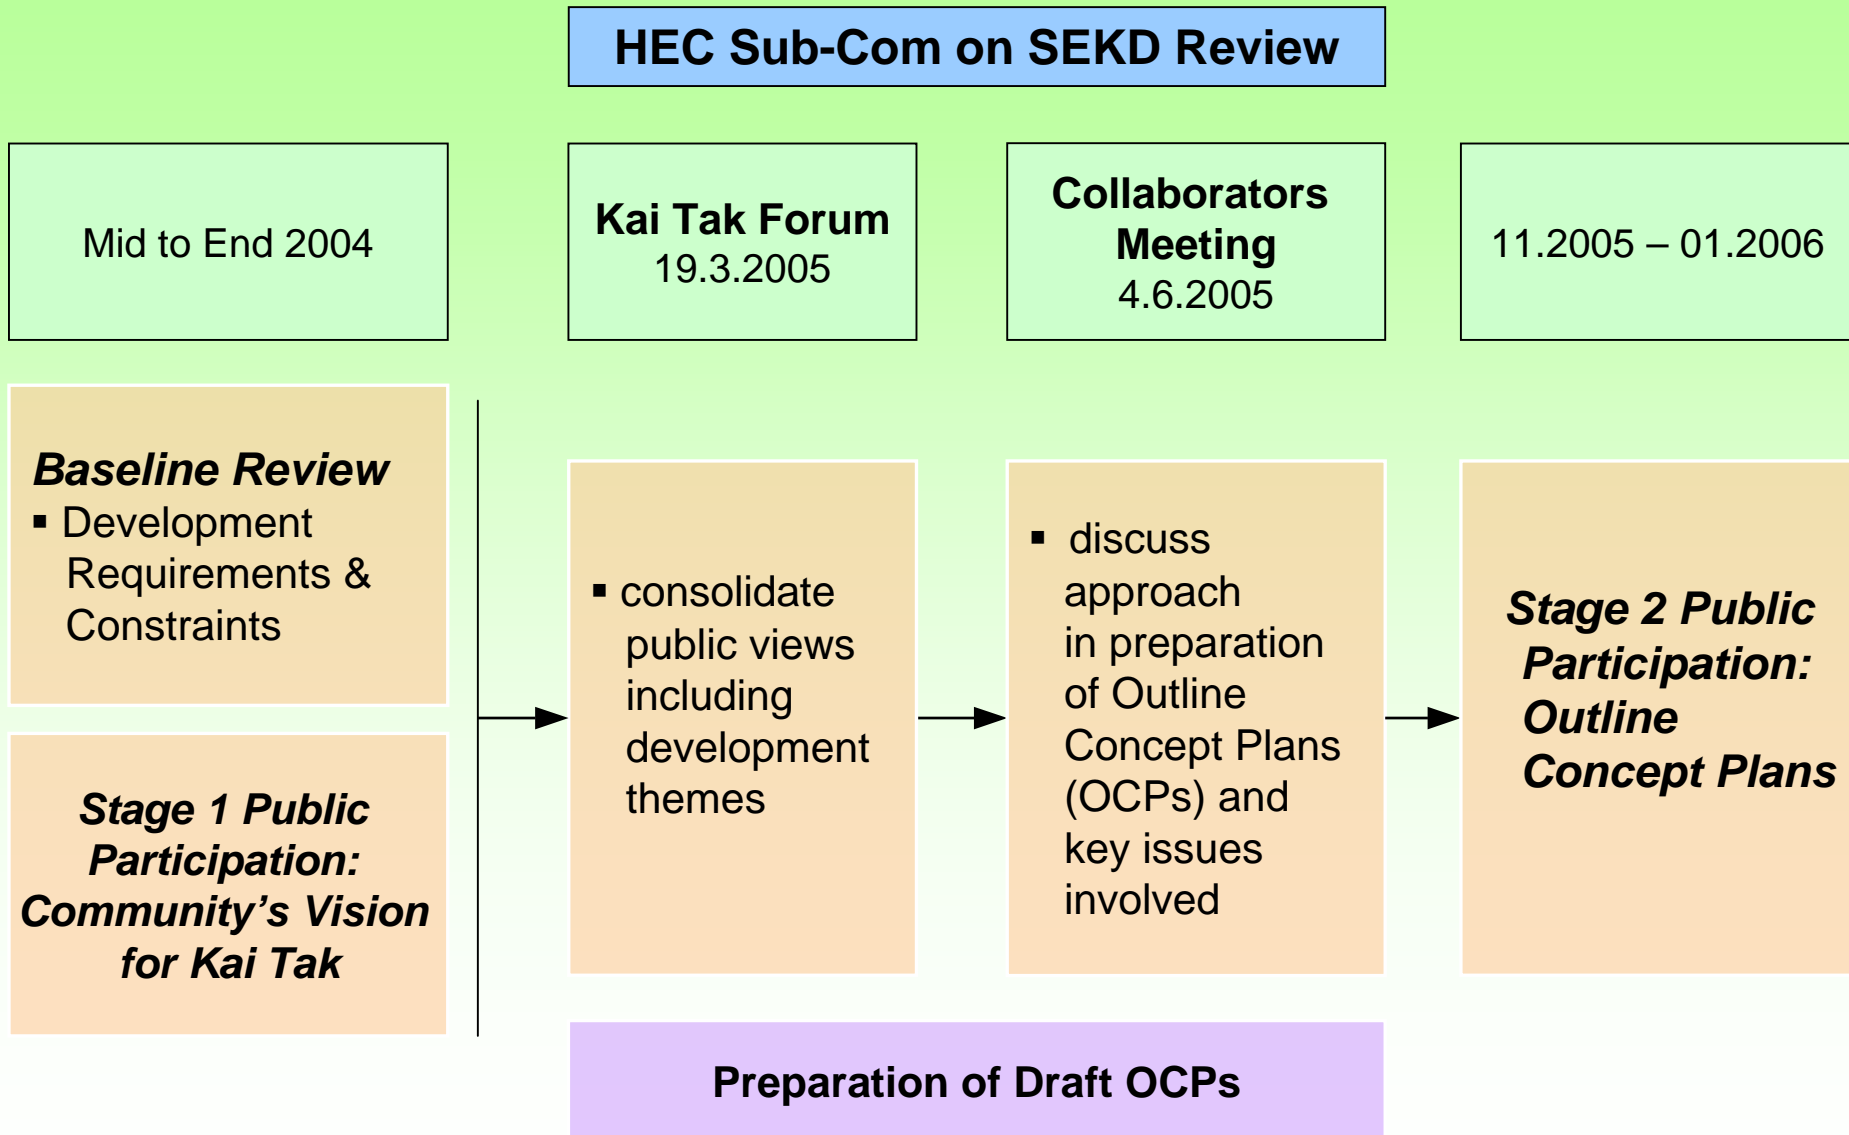 HEC Sub-Com on SEKD Review
Mid to End 2004
Kai Tak Forum
19.3.2005
Collaborators
Meeting
4.6.2005
11.2005 – 01.2006
Baseline Review
▪ Development
Requirements &
Constraints
Stage 1 Public
Participation:
Community’s Vision
for Kai Tak
▪ consolidate
public views
including
development
themes
▪ discuss
approach
in preparation
of Outline
Concept Plans
(OCPs) and
key issues
involved
Stage 2 Public
Participation:
Outline
Concept Plans
Preparation of Draft OCPs